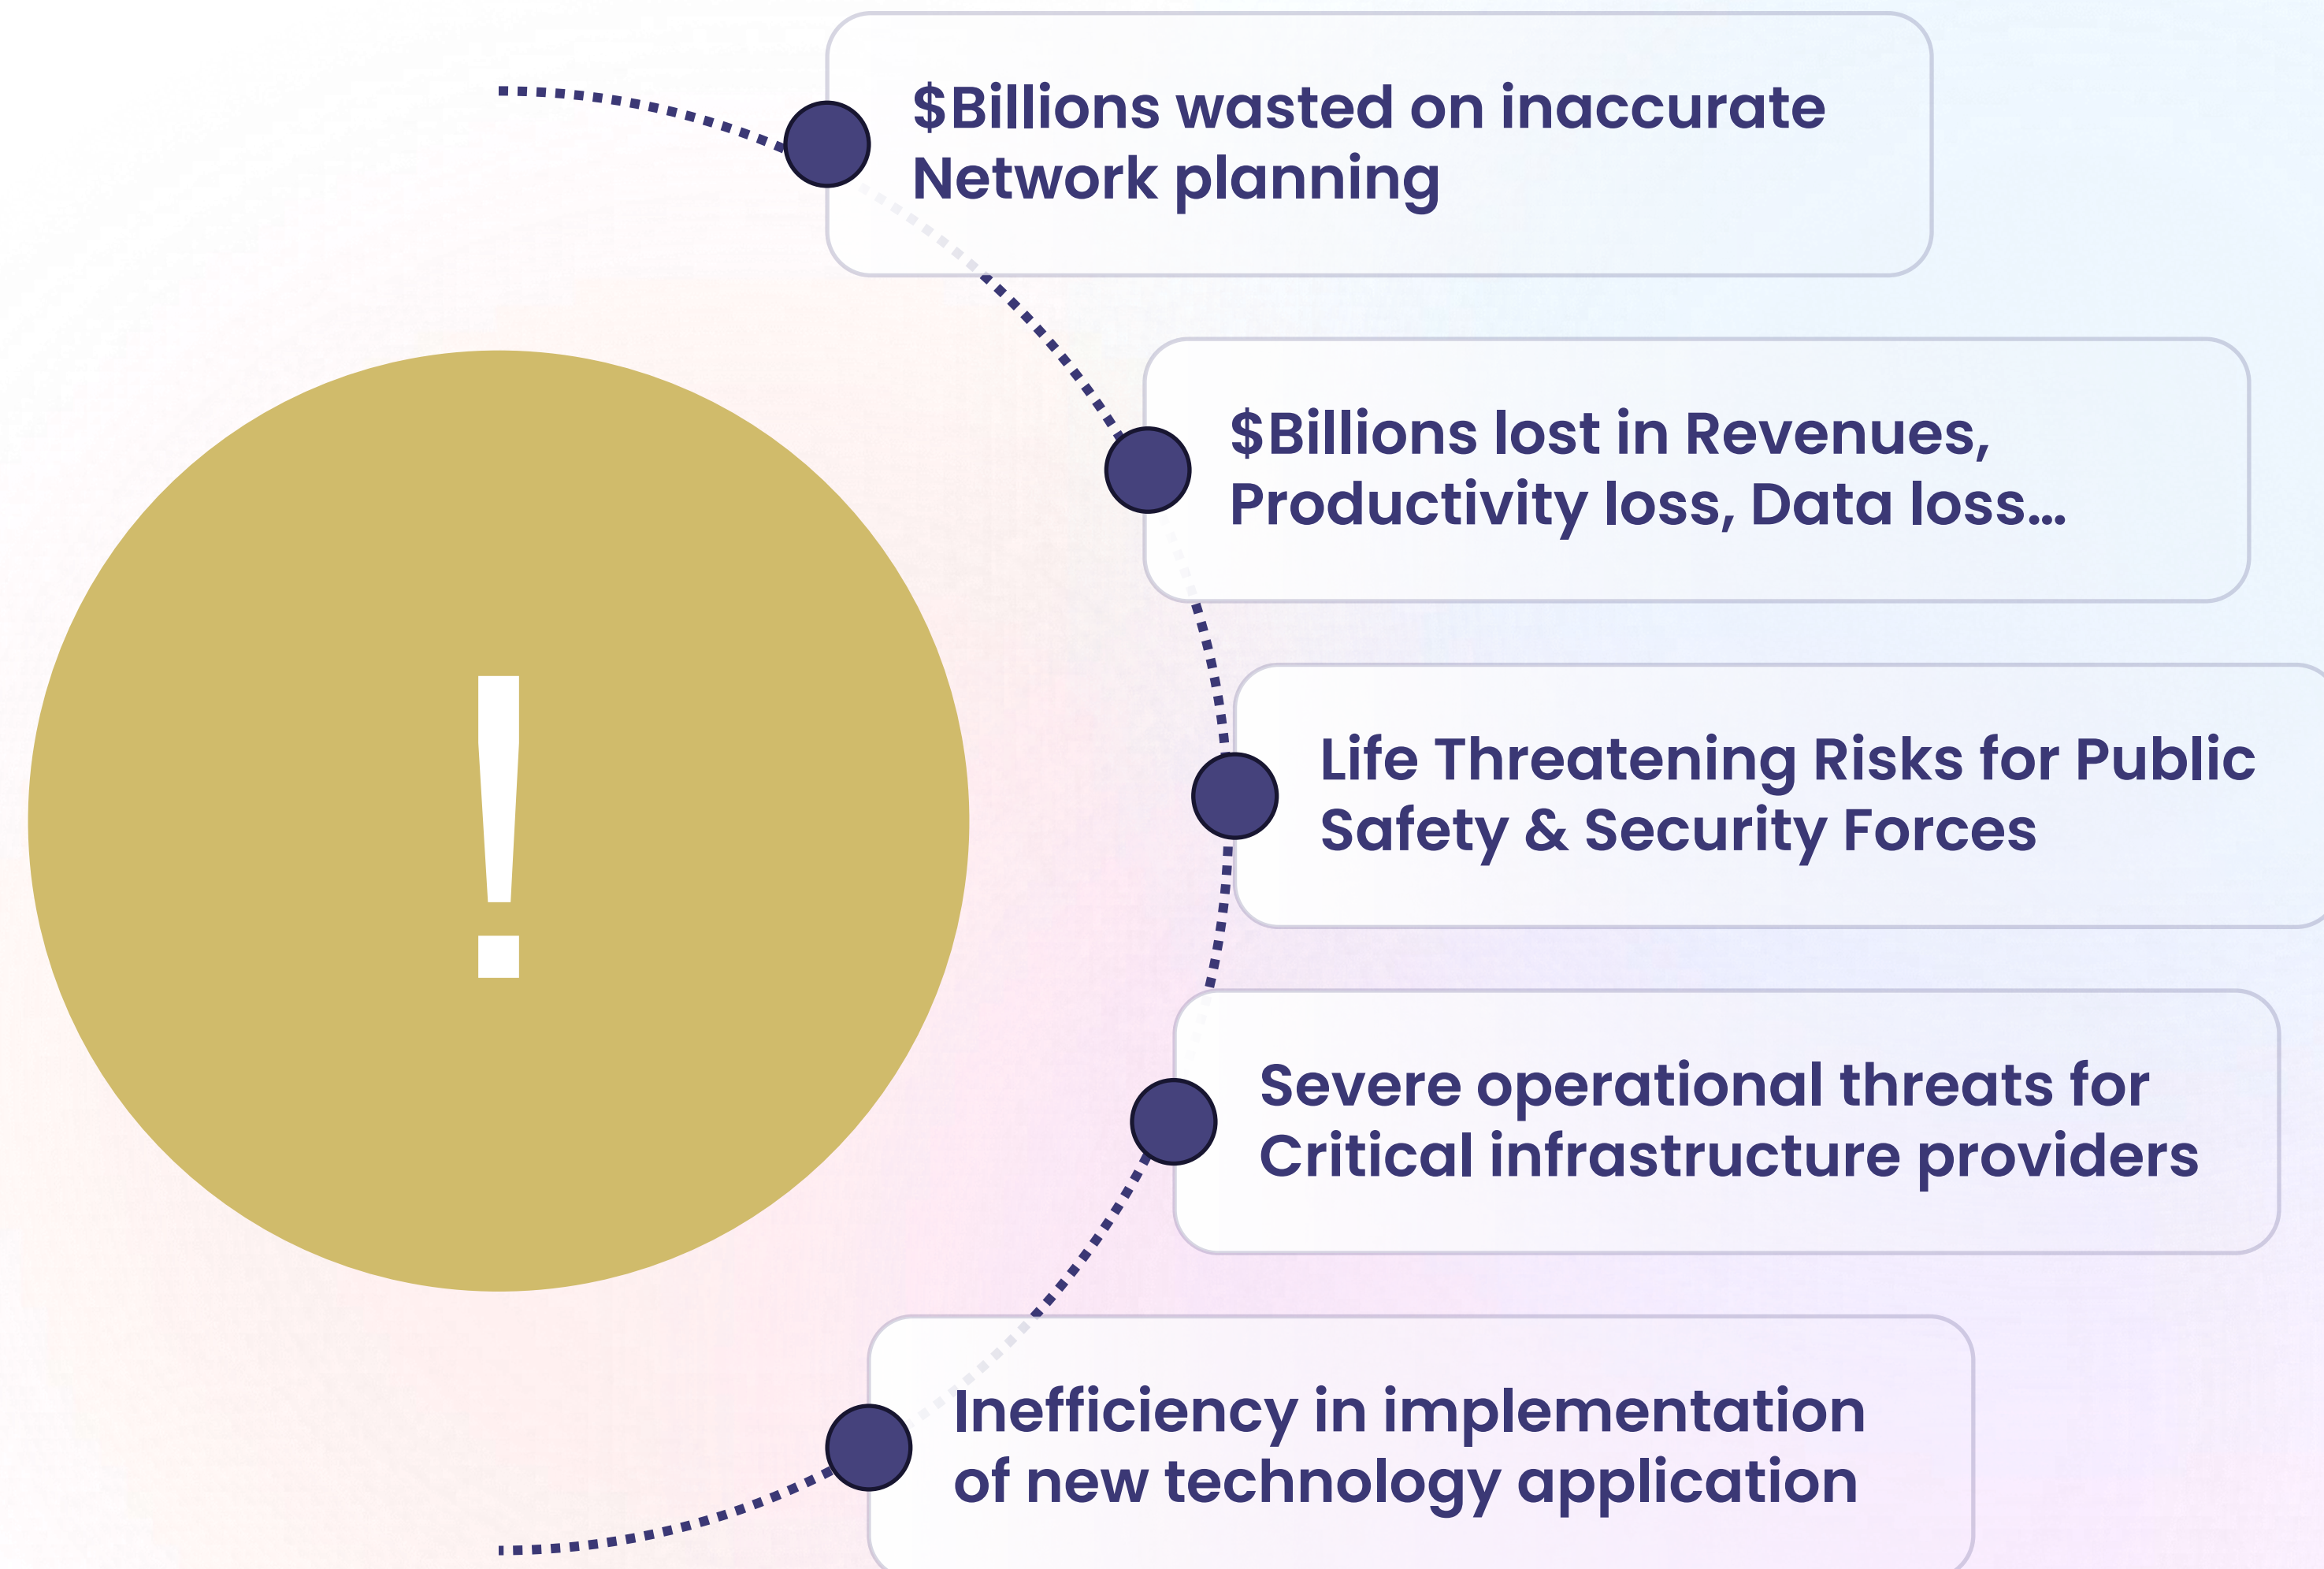 $Billions wasted on inaccurate
Network planning
$Billions lost in Revenues,
Productivity loss, Data loss...
!
Life Threatening Risks for Public
Safety & Security Forces
Severe operational threats for
Critical infrastructure providers
Inefficiency in implementation
of new technology application